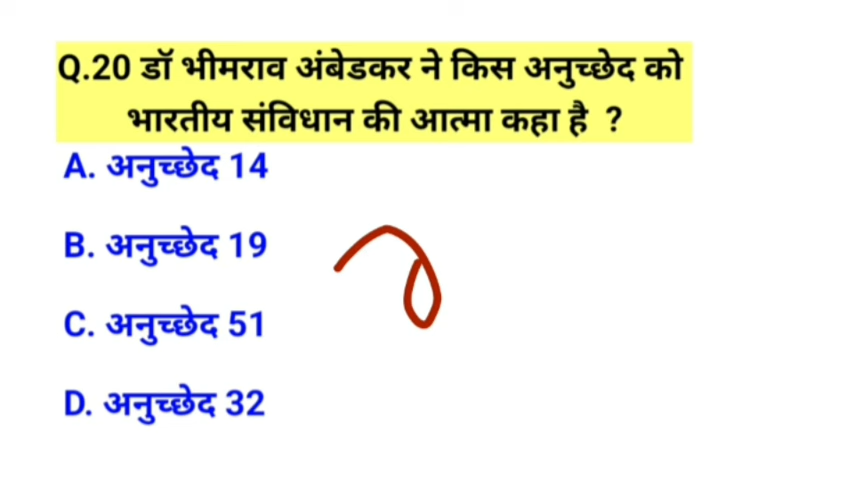 Q.20 डॉ भीमराव अंबेडकर ने किस अनुच्छेद को
भारतीय संविधान की आत्मा कहा है ?
A. अनुच्छेद 14
B. अनुच्छेद 19
C. अनुच्छेद 51
D. अनुच्छेद 32